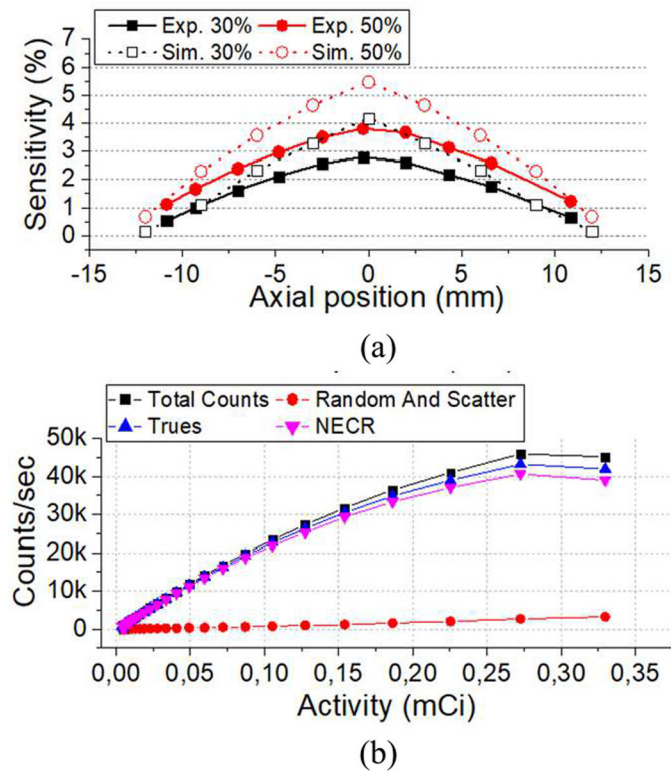 Exp. 30% Exp. 50%
Sim. 30% Sim. 50%
7
6
5
4
3
2
1
0
Sensitivity (%)
-15 -10 -5 0 5 10 15
Axial position (mm)
(a)
Total Counts Random And Scatter
Trues NECR
50k
40k
30k
20k
10k
0
Counts/sec
0,00 0,05 0,10 0,15 0,20 0,25 0,30 0,35
Activity (mCi)
(b)